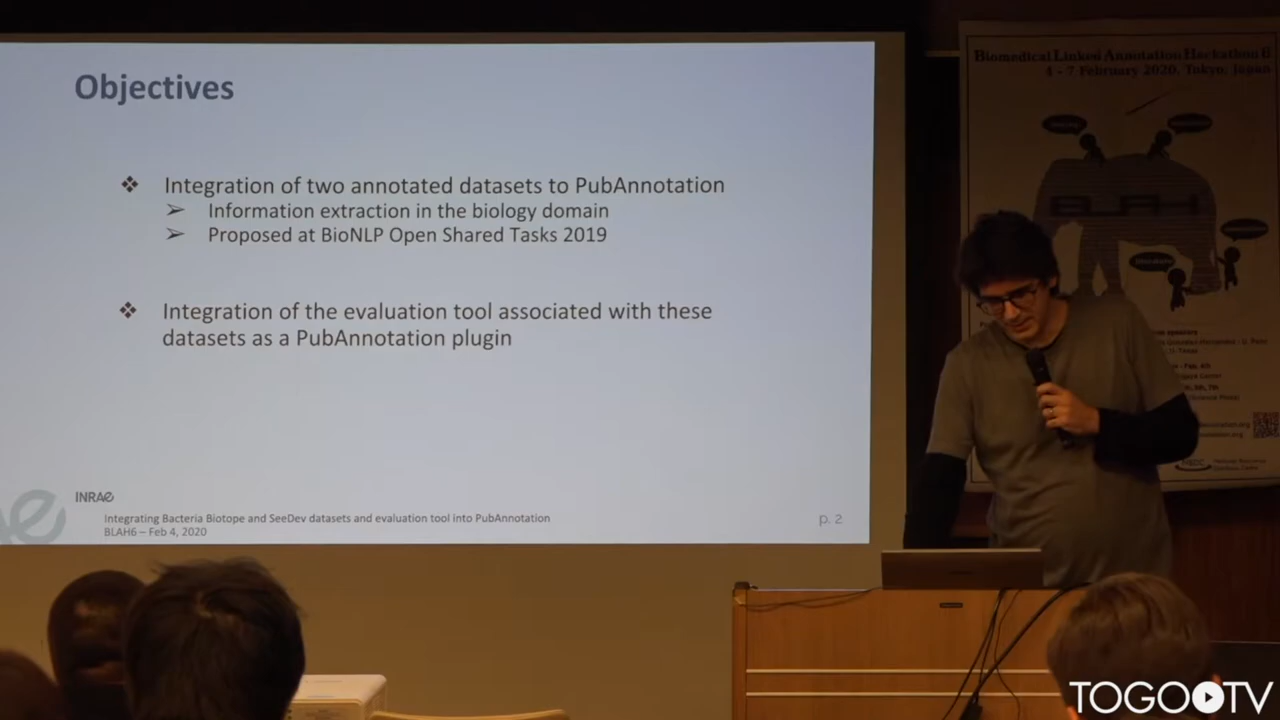 Objectives
❖ Integration of two annotated datasets to PubAnnotation
➢ Information extraction in the biology domain
➢ Proposed at BioNLP Open Shared Tasks 2019
❖ Integration of the evaluation tool associated with these
datasets as a PubAnnotation plugin
INRAE
Integrating Bacteria Biotope and SeeDev datasets and evaluation tool into PubAnnotation
BLAH6 – Feb 4, 2020
p. 2
Biomedical Linked Annotation Hackathon 6
4 - 7 February 2020, Tokyo, Japan
BLAH
TOGO TV